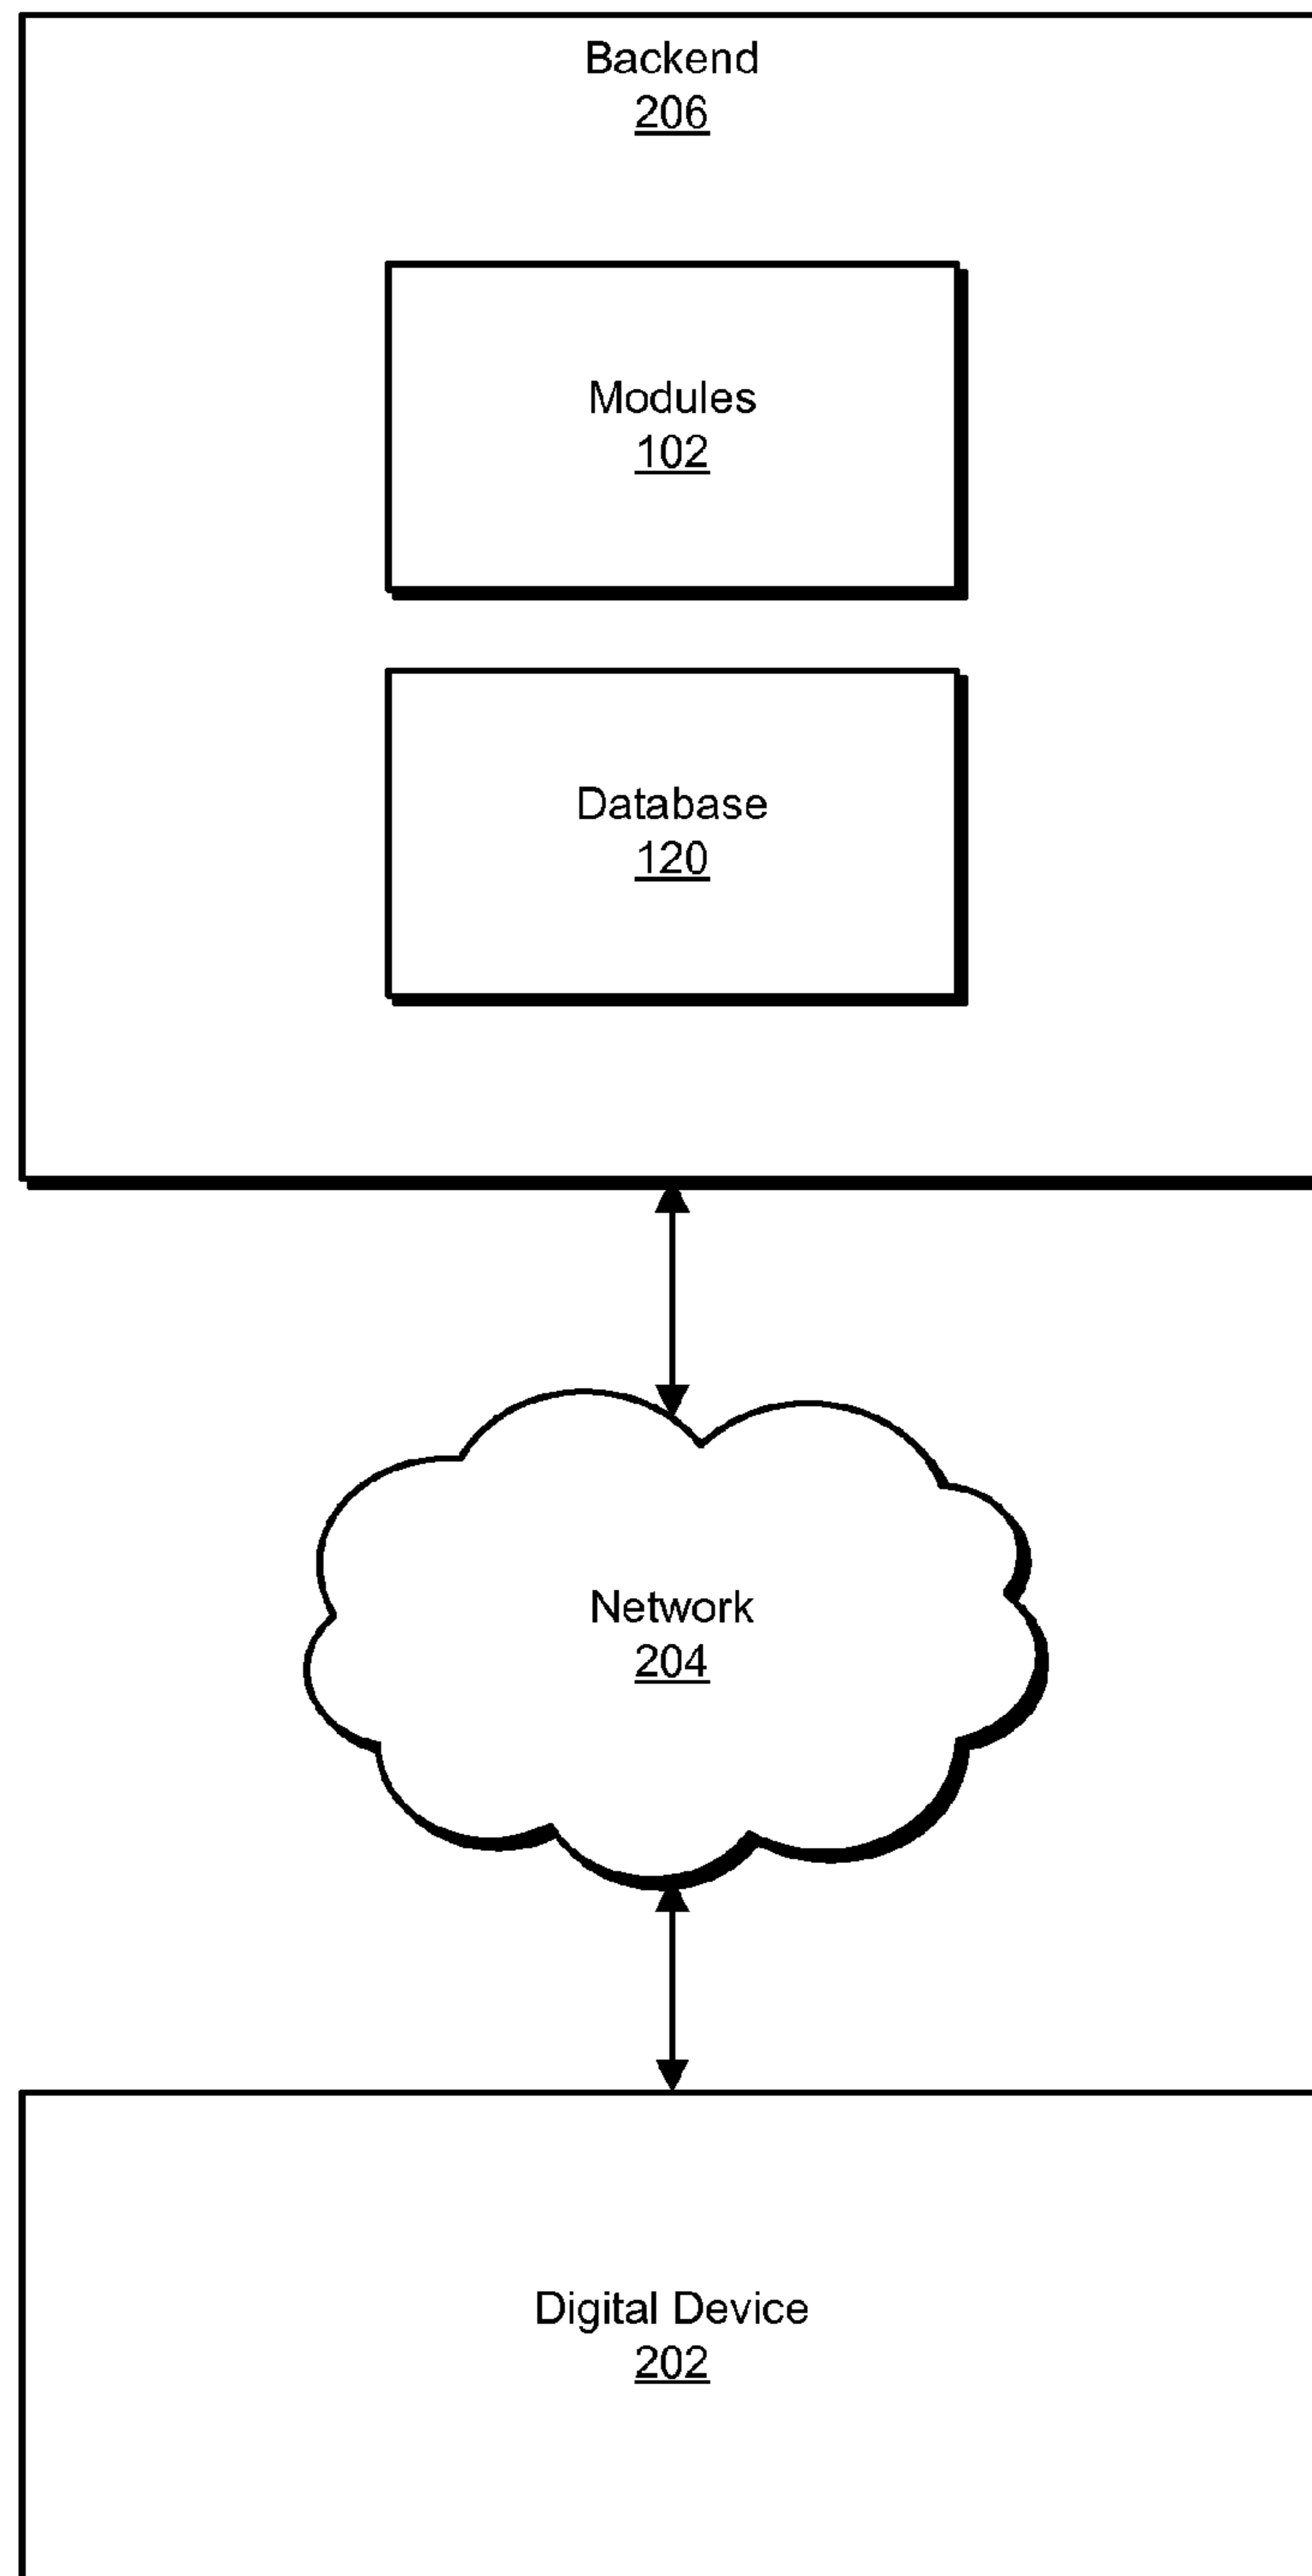 Backend
206
Modules
102
Database
120
Network
204
Digital Device
202